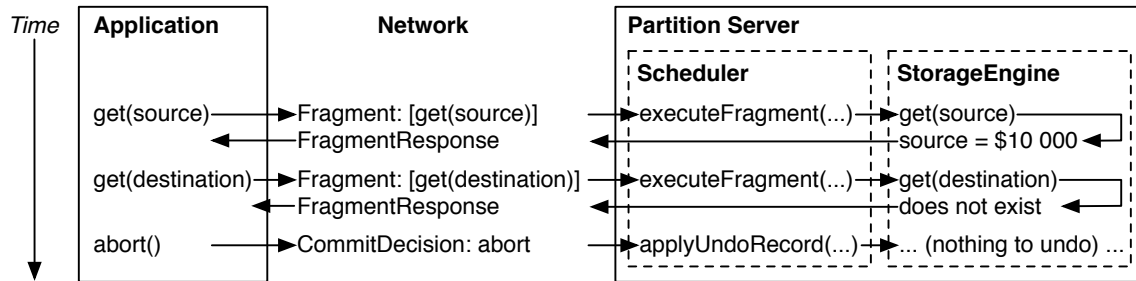 Time Application Network Partition Server
Scheduler StorageEngine
get(source) Fragment: [get(source)] executeFragment(...) get(source)
FragmentResponse source = $10 000
get(destination) Fragment: [get(destination)] executeFragment(...) get(destination)
FragmentResponse does not exist
abort() CommitDecision: abort applyUndoRecord(...) ... (nothing to undo) ...